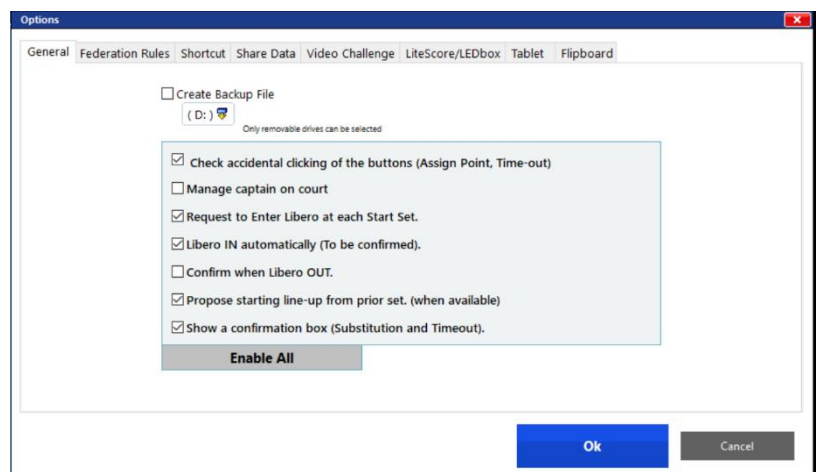 Options
General Federation Rules Shortcut Share Data Video Challenge LiteScore/LEDbox Tablet Flipboard
Create Backup File
( D: )
Only removable drives can be selected
Check accidental clicking of the buttons (Assign Point, Time-out)
Manage captain on court
Request to Enter Libero at each Start Set.
Libero IN automatically (To be confirmed).
Confirm when Libero OUT.
Propose starting line-up from prior set. (when available)
Show a confirmation box (Substitution and Timeout).
Enable All
Ok Cancel